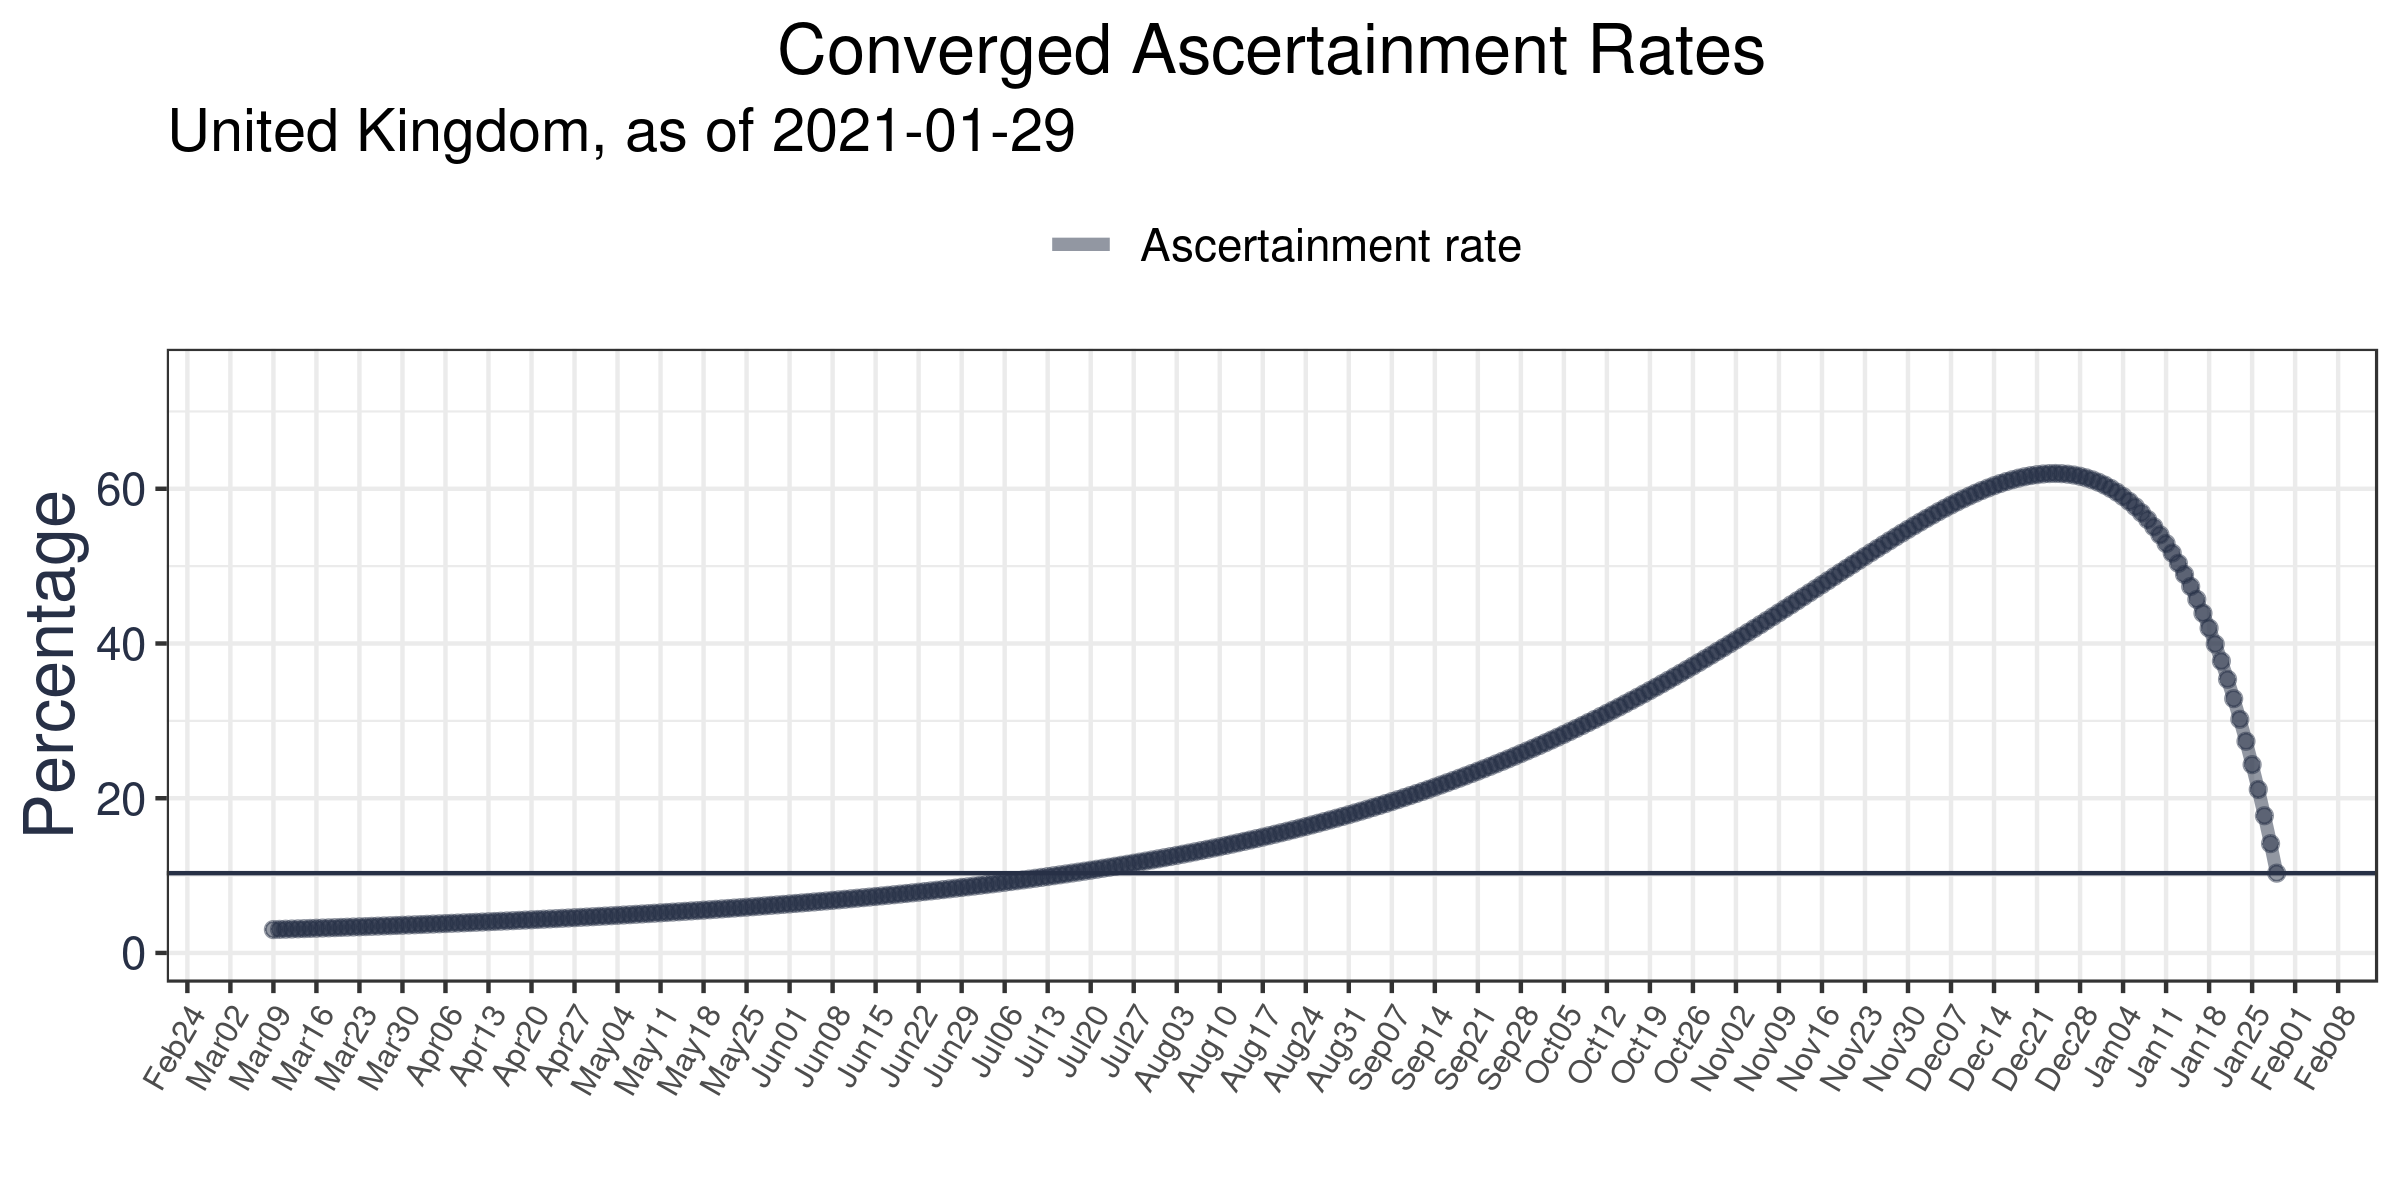 Converged Ascertainment Rates
United Kingdom, as of 2021-01-29
Ascertainment rate
Percentage
60
40
20
0
Feb24
Mar02
Mar09
Mar16
Mar23
Mar30
Apr06
Apr13
Apr20
Apr27
May04
May11
May18
May25
Jun01
Jun08
Jun15
Jun22
Jun29
Jul06
Jul13
Jul20
Jul27
Aug03
Aug10
Aug17
Aug24
Aug31
Sep07
Sep14
Sep21
Sep28
Oct05
Oct12
Oct19
Oct26
Nov02
Nov09
Nov16
Nov23
Nov30
Dec07
Dec14
Dec21
Dec28
Jan04
Jan11
Jan18
Jan25
Feb01
Feb08